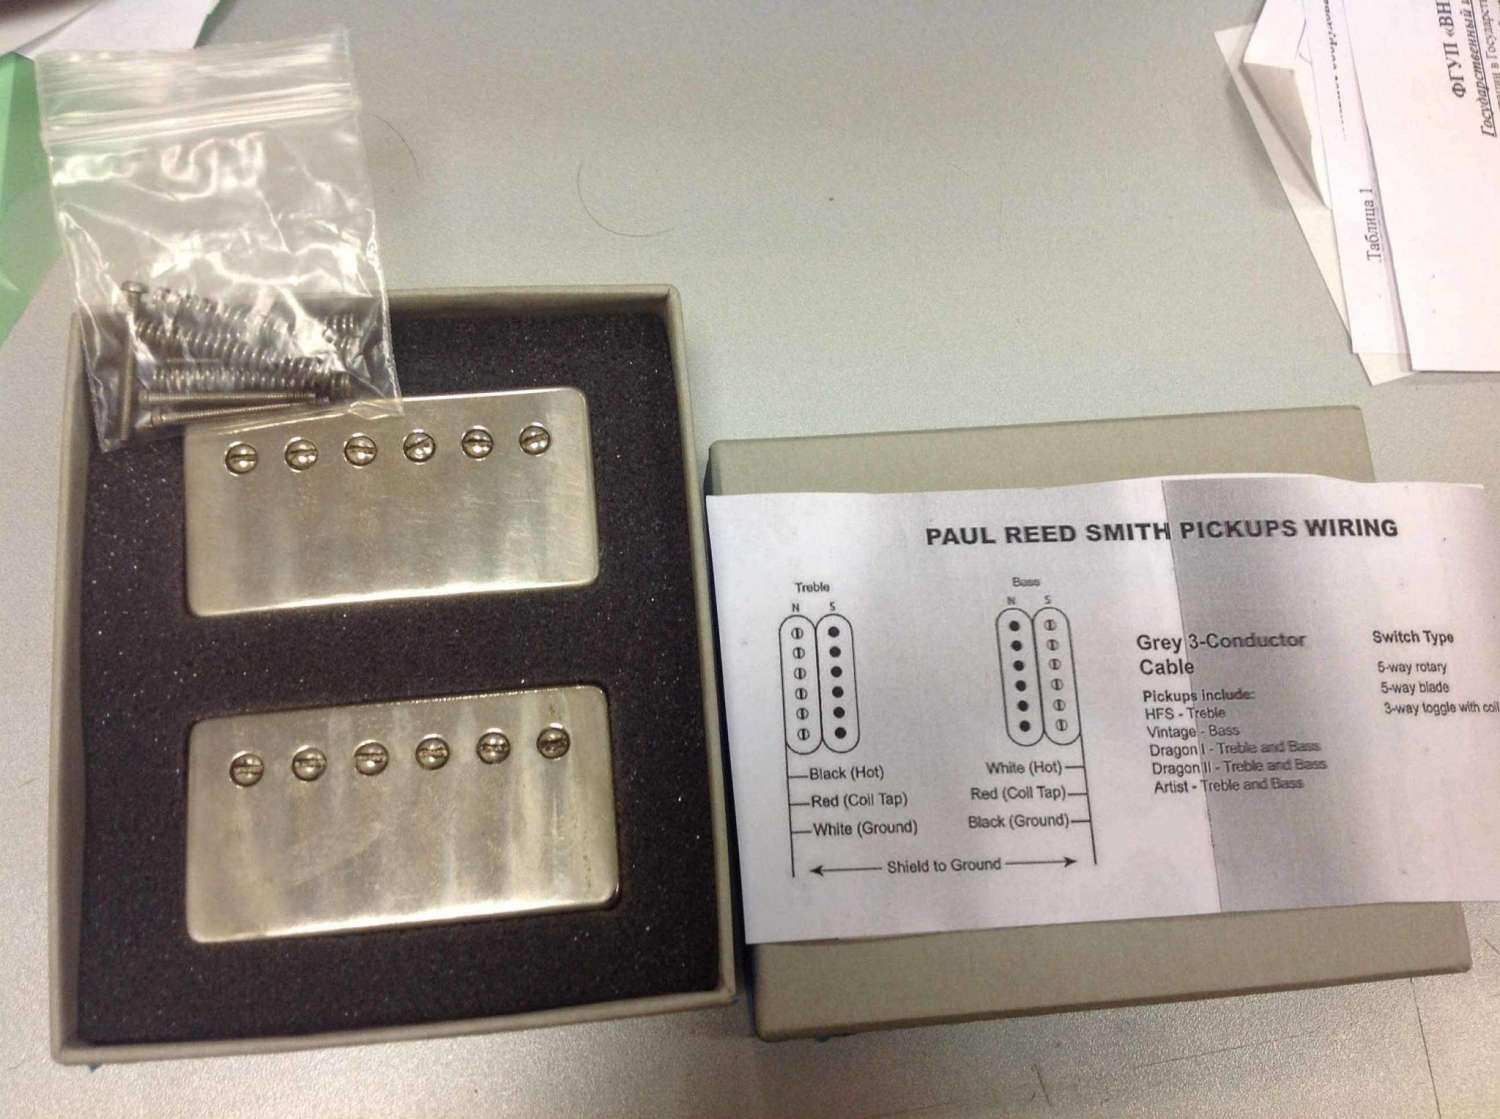 ФГУП «ВН
Государственный
Таблица 1
PAUL REED SMITH PICKUPS WIRING
Treble
N S
Bass
N S
Black (Hot)
Red (Coil Tap)
White (Ground)
White (Hot)
Red (Coil Tap)
Black (Ground)
Shield to Ground
Grey 3-Conductor
Cable
Pickups include:
HFS - Treble
Vintage - Bass
Dragon I - Treble and Bass
Dragon II - Treble and Bass
Artist - Treble and Bass
Switch Type
5-way rotary
5-way blade
3-way toggle with coil